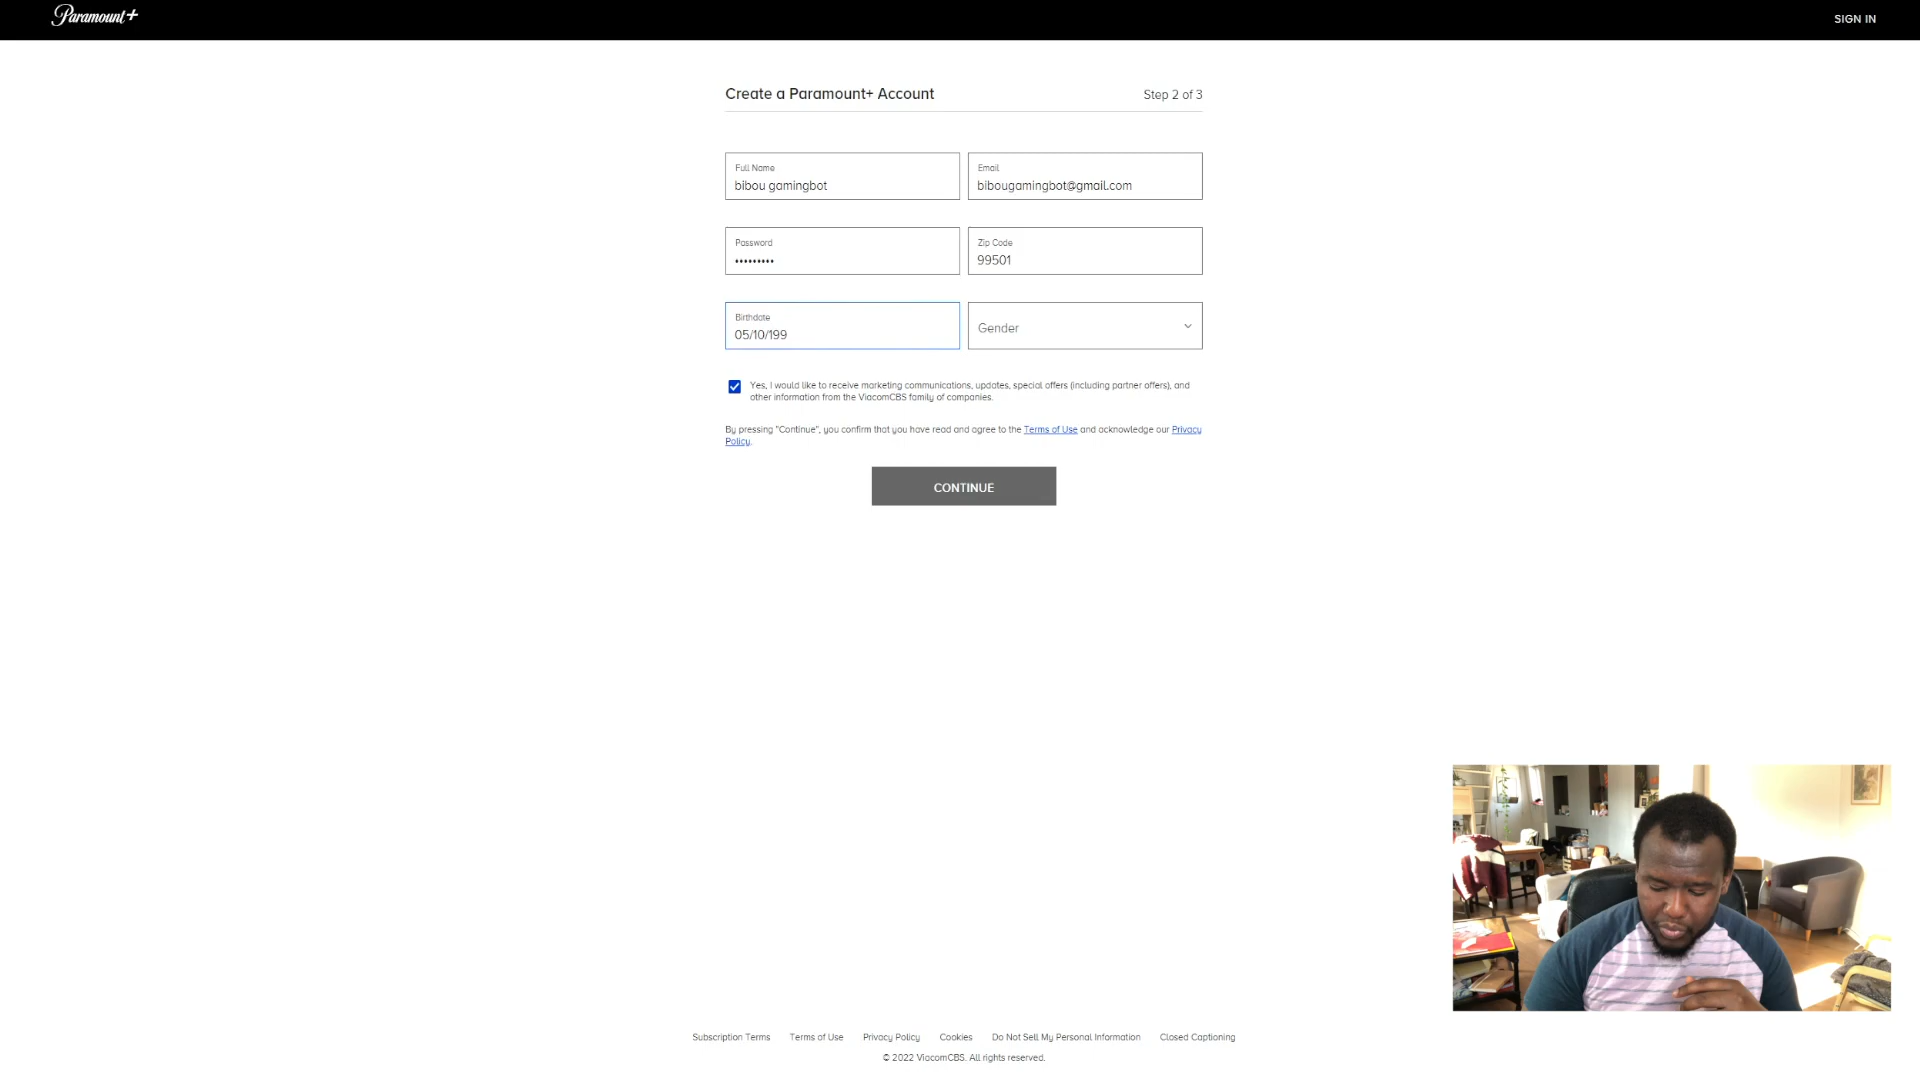 Paramount+
SIGN IN
Create a Paramount+ Account
Step 2 of 3
Full Name
bibou gamingbot
Email
bibougamingbot@gmail.com
Password
•••••••••
Zip Code
99501
Birthdate
05/10/199
Gender
Yes, I would like to receive marketing communications, updates, special offers (including partner offers), and
other information from the ViacomCBS family of companies.
By pressing "Continue", you confirm that you have read and agree to the Terms of Use and acknowledge our Privacy
Policy.
CONTINUE
Subscription Terms
Terms of Use
Privacy Policy
Cookies
Do Not Sell My Personal Information
Closed Captioning
© 2022 ViacomCBS. All rights reserved.